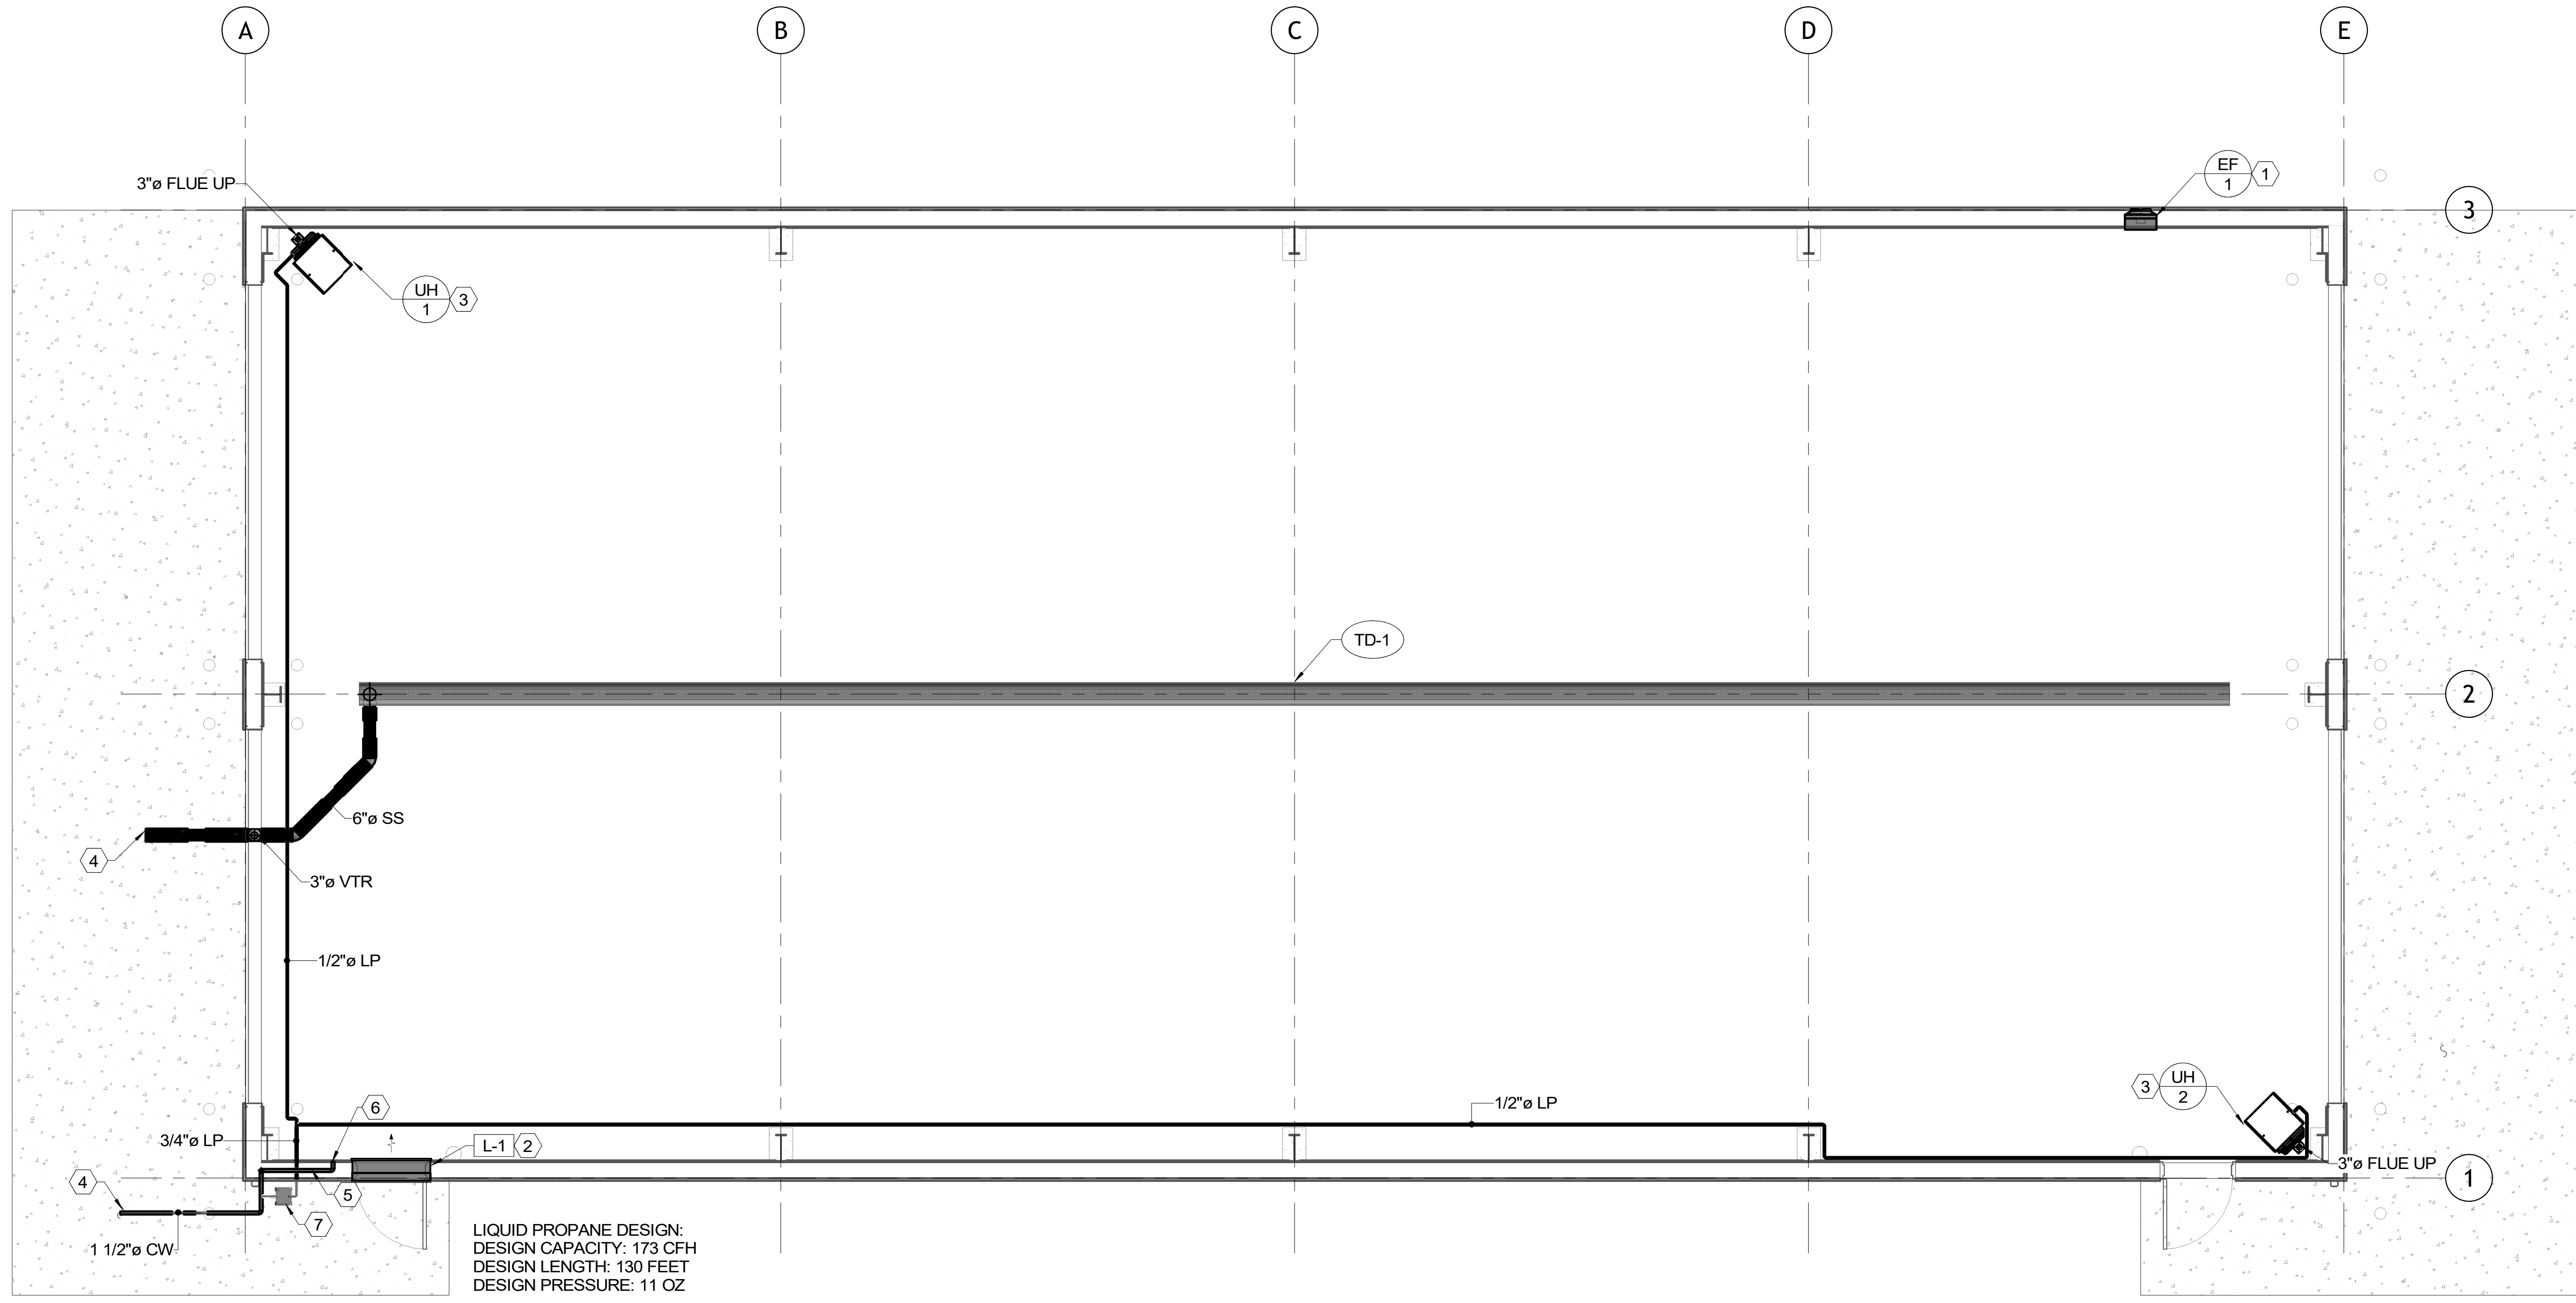 A
B
C
D
E
3"ø FLUE UP
EF
1
1
3
UH
1
3
TD-1
2
6"ø SS
4
3"ø VTR
1/2"ø LP
UH
2
3
1/2"ø LP
6
3/4"ø LP
L-1
2
3"ø FLUE UP
1
4
5
7
1 1/2"ø CW
LIQUID PROPANE DESIGN:
DESIGN CAPACITY: 173 CFH
DESIGN LENGTH: 130 FEET
DESIGN PRESSURE: 11 OZ